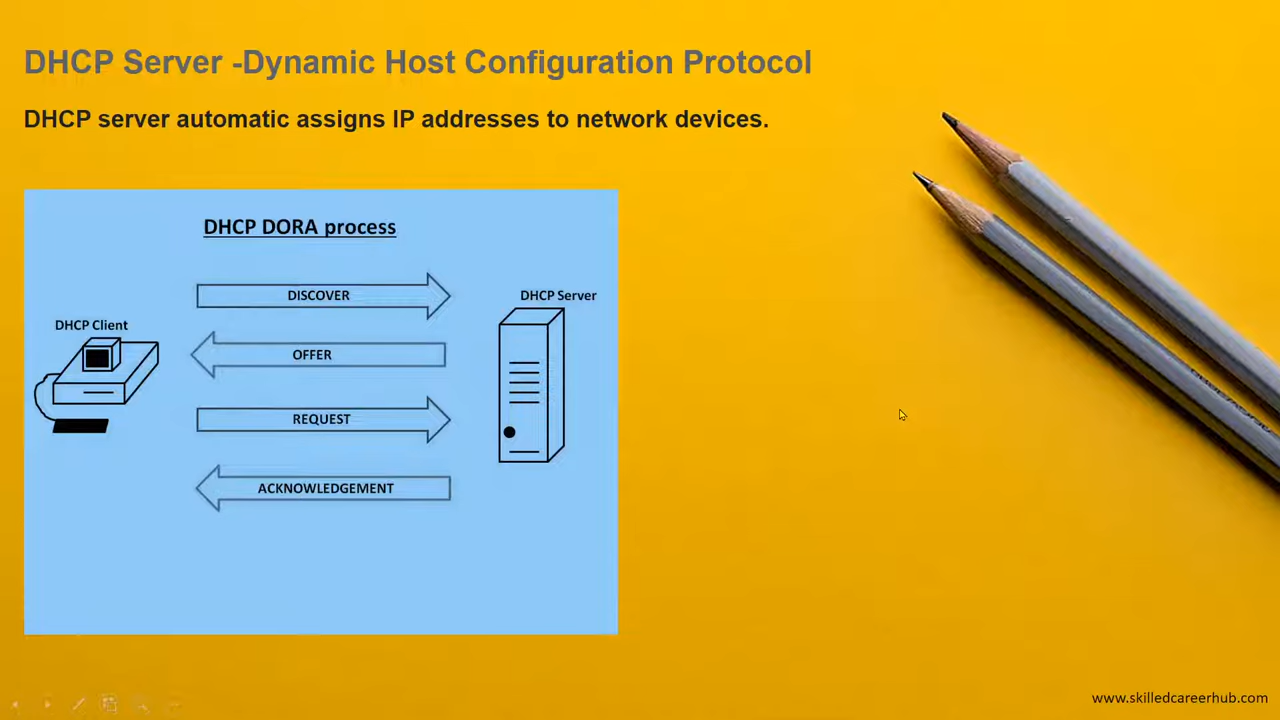 DHCP Server -Dynamic Host Configuration Protocol
DHCP server automatic assigns IP addresses to network devices.
DHCP DORA process
DISCOVER
DHCP Server
DHCP Client
OFFER
REQUEST
ACKNOWLEDGEMENT
www.skilledcareerhub.com